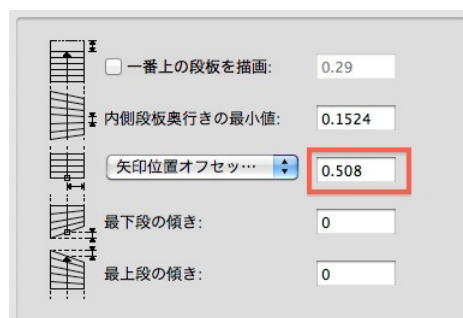 一番上の段板を描画: 0.29
内側段板奥行きの最小値: 0.1524
矢印位置オフセッ… 0.508
最下段の傾き: 0
最上段の傾き: 0